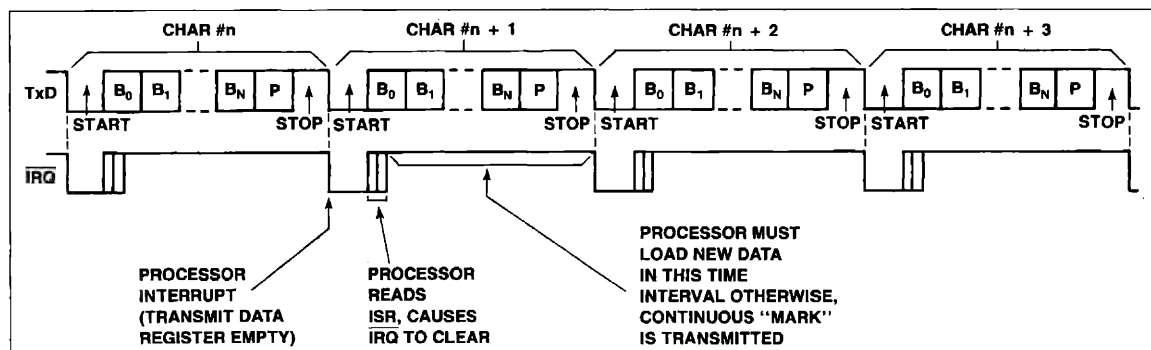 CHAR #n CHAR #n + 1 CHAR #n + 2 CHAR #n + 3
TxD B0 B1 BN P B0 B1 BN P B0 B1 BN P B0 B1 BN P
START STOP START STOP START STOP START STOP
IRQ
PROCESSOR
INTERRUPT
(TRANSMIT DATA
REGISTER EMPTY)
PROCESSOR
READS
ISR, CAUSES
IRQ TO CLEAR
PROCESSOR MUST
LOAD NEW DATA
IN THIS TIME
INTERVAL OTHERWISE,
CONTINUOUS "MARK"
IS TRANSMITTED